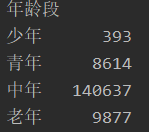 年龄段
少年 393
青年 8614
中年 140637
老年 9877